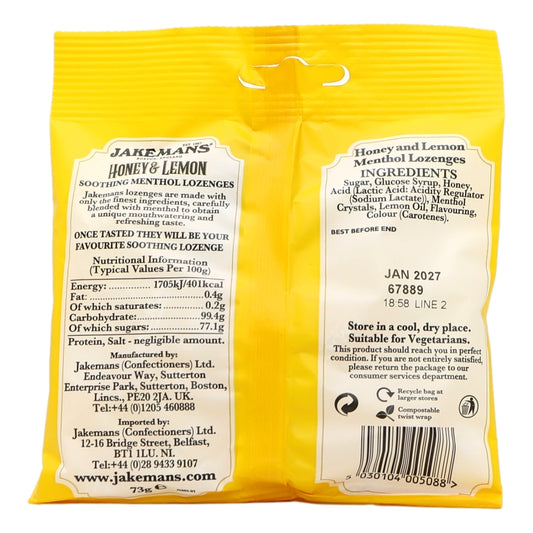 JAKEMANS
BOSTON, ENGLAND
HONEY & LEMON
SOOTHING MENTHOL LOZENGES
Jakemans lozenges are made with
only the finest ingredients, carefully
blended with menthol to obtain
a unique mouthwatering and
refreshing taste.
ONCE TASTED THEY WILL BE YOUR
FAVOURITE SOOTHING LOZENGE
Nutritional Information
(Typical Values Per 100g)
Energy:............1705kJ/401kcal
Fat:..................................0.4g
Of which saturates:..........0.2g
Carbohydrate:................99.4g
Of which sugars:..............77.1g
Protein, Salt - negligible amount.
Manufactured by:
Jakemans (Confectioners) Ltd.
Endeavour Way, Sutterton
Enterprise Park, Sutterton, Boston,
Lincs., PE20 2JA. UK.
Tel:+44 (0)1205 460888
Imported by:
Jakemans (Confectioners) Ltd.
12-16 Bridge Street, Belfast,
BT1 1LU. NI.
Tel:+44 (0)28 9433 9107
www.jakemans.com
73g e
Honey and Lemon
Menthol Lozenges
INGREDIENTS
Sugar, Glucose Syrup, Honey,
Acid (Lactic Acid: Acidity Regulator
(Sodium Lactate)), Menthol
Crystals, Lemon Oil, Flavouring,
Colour (Carotenes).
BEST BEFORE END
JAN 2027
67889
18:58 LINE 2
Store in a cool, dry place.
Suitable for Vegetarians.
This product should reach you in perfect
condition. If you are not entirely satisfied,
please return the package to our
consumer services department.
Recycle bag at
larger stores
Compostable
twist wrap
5 030104 005088 >